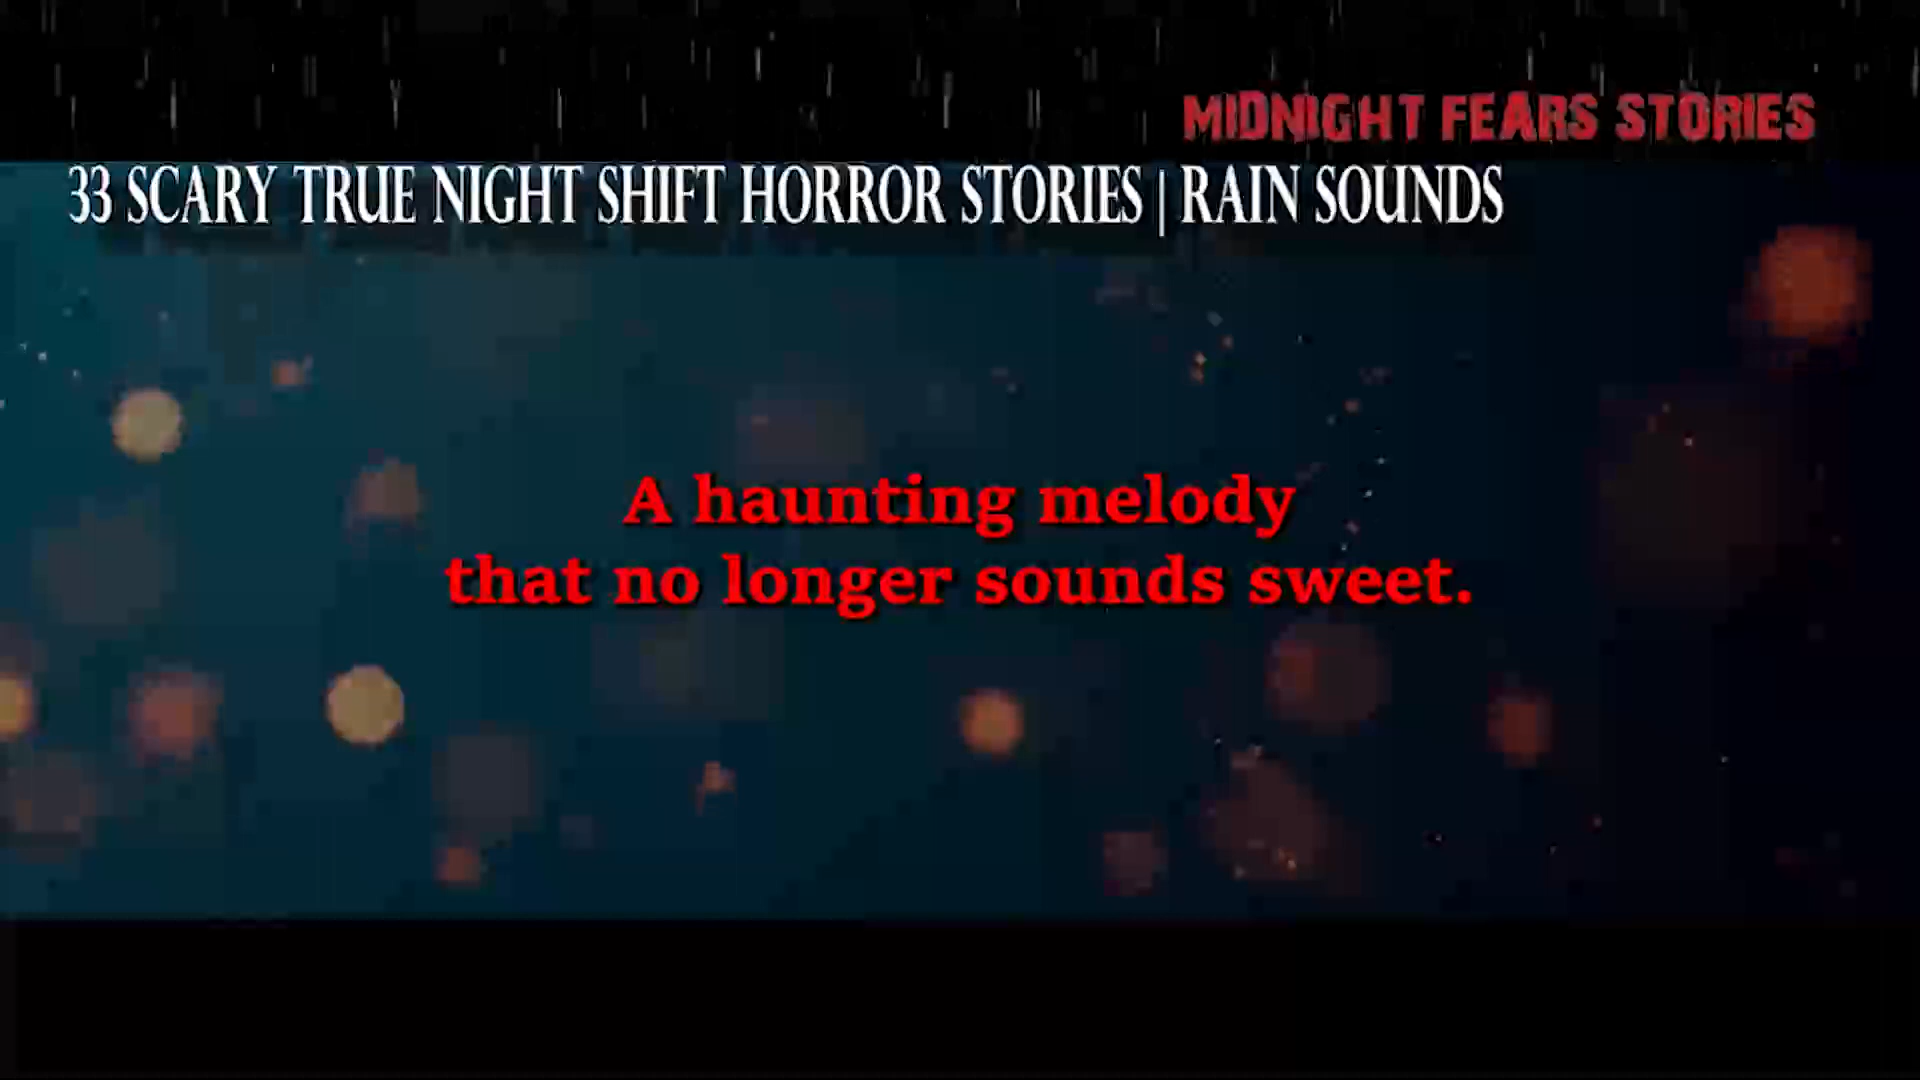 MIDNIGHT FEARS STORIES
33 SCARY TRUE NIGHT SHIFT HORROR STORIES | RAIN SOUNDS
A haunting melody
that no longer sounds sweet.